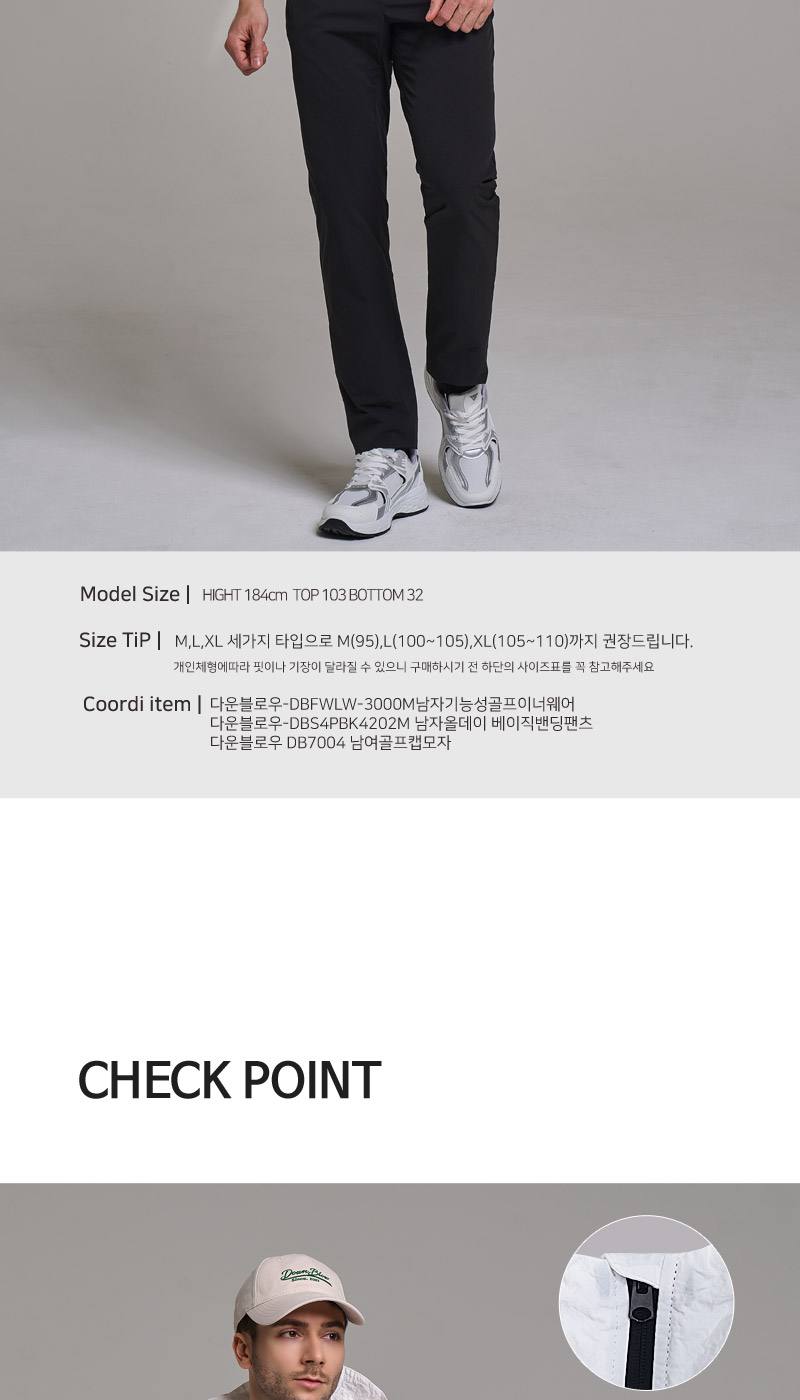 Model Size | HIGHT 184cm TOP 103 BOTTOM 32
Size TiP | M,L,XL 세가지 타입으로 M(95),L(100~105),XL(105~110)까지 권장드립니다.
개인체형에따라 핏이나 기장이 달라질 수 있으니 구매하시기 전 하단의 사이즈표를 꼭 참고해주세요
Coordi item | 다운블로우-DBFWLW-3000M남자기능성골프이너웨어
다운블로우-DBS4PBK4202M 남자올데이 베이직밴딩팬츠
다운블로우 DB7004 남여골프캡모자
CHECK POINT
Down Blow